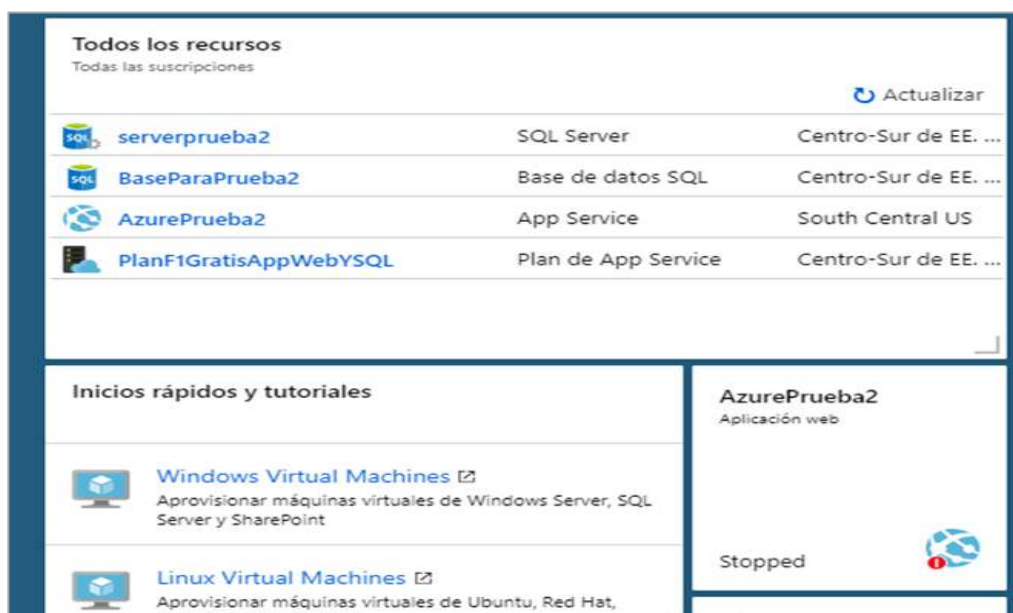 Todos los recursos
Todas las suscripciones
Actualizar
serverprueba2 SQL Server Centro-Sur de EE. ...
BaseParaPrueba2 Base de datos SQL Centro-Sur de EE. ...
AzurePrueba2 App Service South Central US
PlanF1GratisAppWebYSQL Plan de App Service Centro-Sur de EE. ...
Inicios rápidos y tutoriales
Windows Virtual Machines
Aprovisionar máquinas virtuales de Windows Server, SQL
Server y SharePoint
Linux Virtual Machines
Aprovisionar máquinas virtuales de Ubuntu, Red Hat,
AzurePrueba2
Aplicación web
Stopped